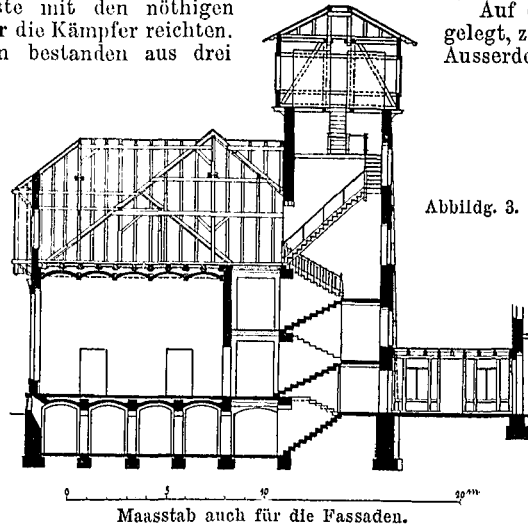 ste mit den nöthigen
r die Kämpfer reichten.
n bestanden aus drei
Auf
gelegt, z
Ausserde
Abbildg. 3.
0 5 10 20 m
Maasstab auch für die Fassaden.